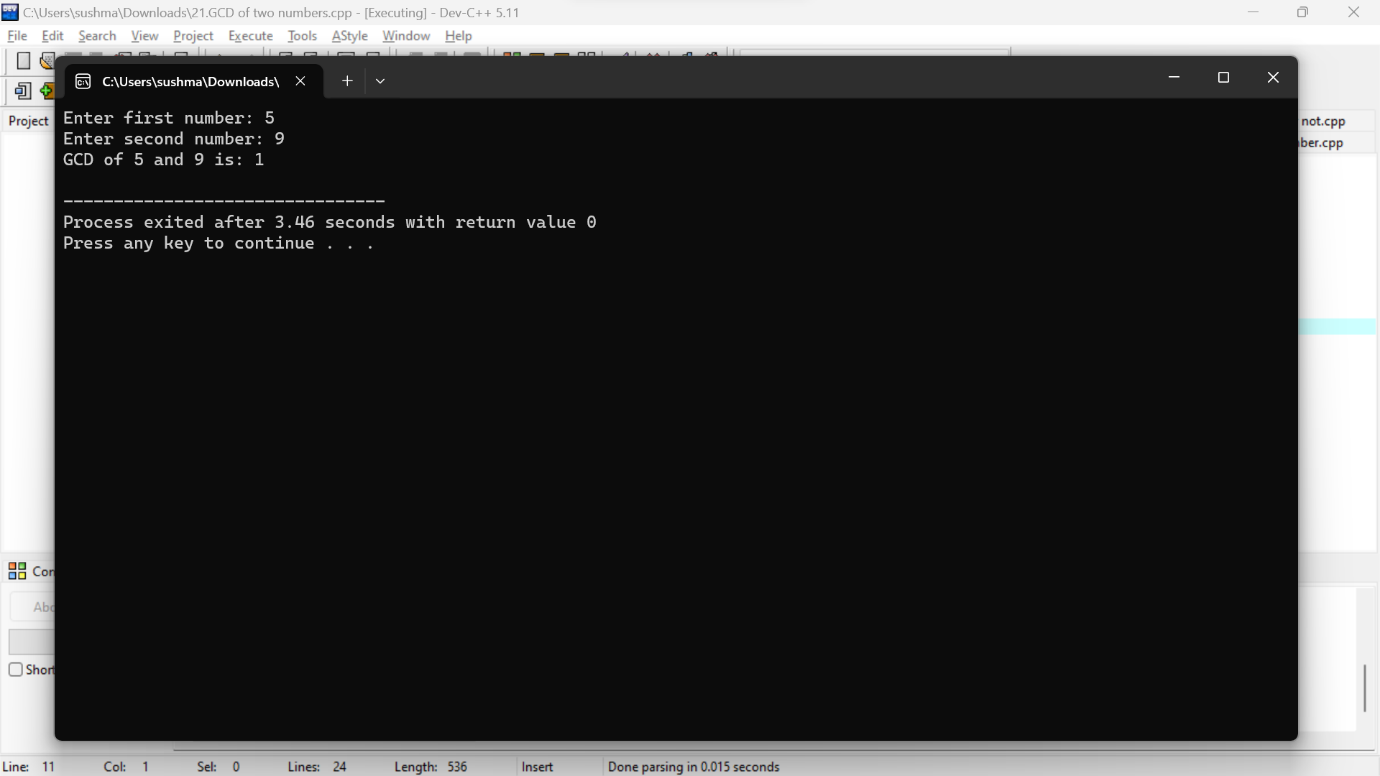 C:\Users\sushma\Downloads\21.GCD of two numbers.cpp - [Executing] - Dev-C++ 5.11
File Edit Search View Project Execute Tools AStyle Window Help
C:\Users\sushma\Downloads\
Project
not.cpp
Enter first number: 5
Enter second number: 9
GCD of 5 and 9 is: 1
--------------------------------
Process exited after 3.46 seconds with return value 0
Press any key to continue . . .
Line: 11 Col: 1 Sel: 0 Lines: 24 Length: 536 Insert Done parsing in 0.015 seconds